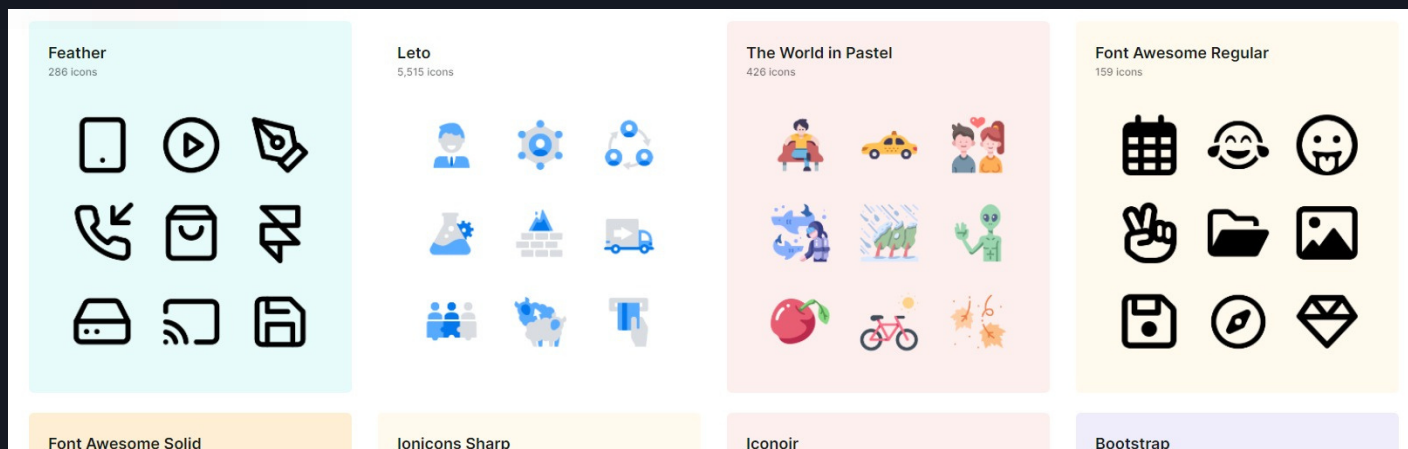 Feather
286 icons
Leto
5,515 icons
The World in Pastel
426 icons
Font Awesome Regular
159 icons
Font Awesome Solid
Ionicons Sharp
Iconoir
Bootstrap